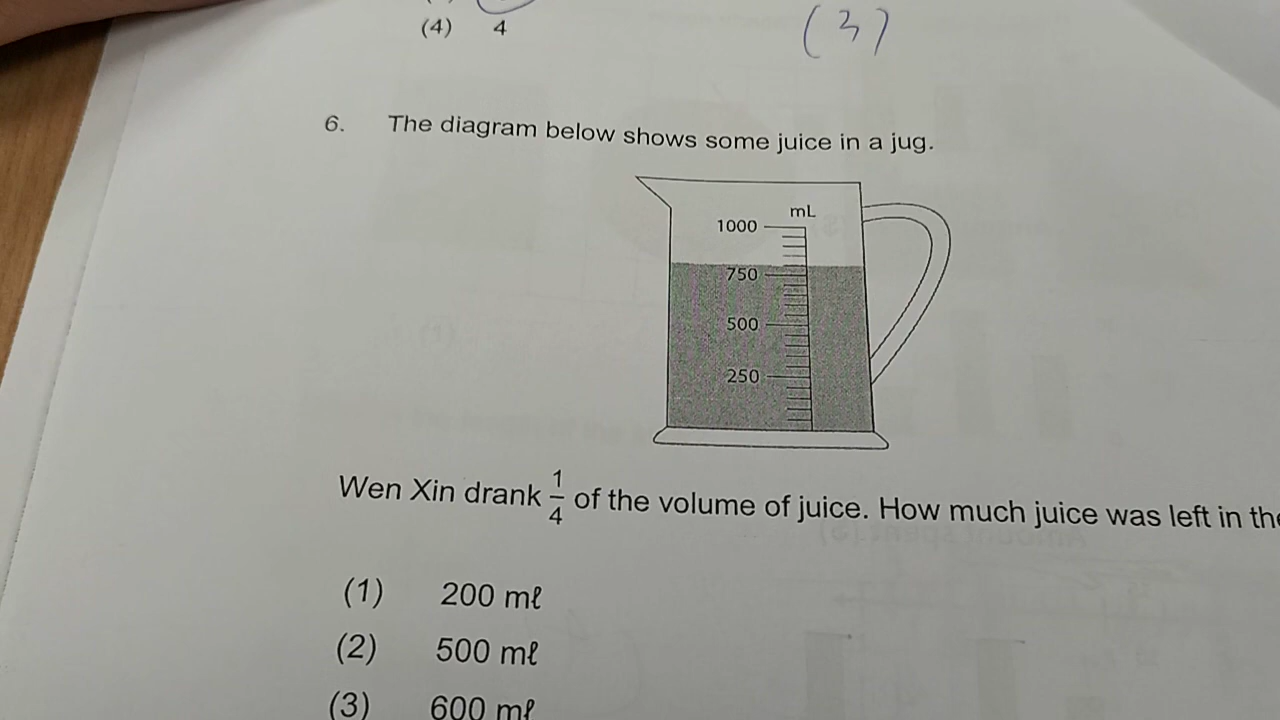 (4) 4
(3)
6. The diagram below shows some juice in a jug.
mL
1000
750
500
250
Wen Xin drank 1/4 of the volume of juice. How much juice was left in the
(1) 200 mℓ
(2) 500 mℓ
(3) 600 mℓ